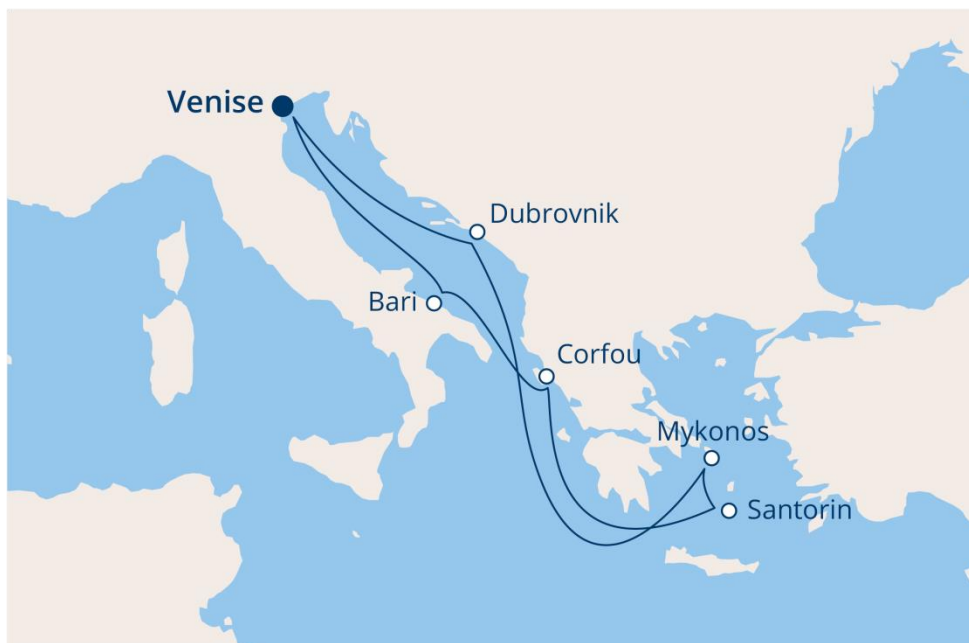 Venise
Dubrovnik
Bari
Corfou
Mykonos
Santorin